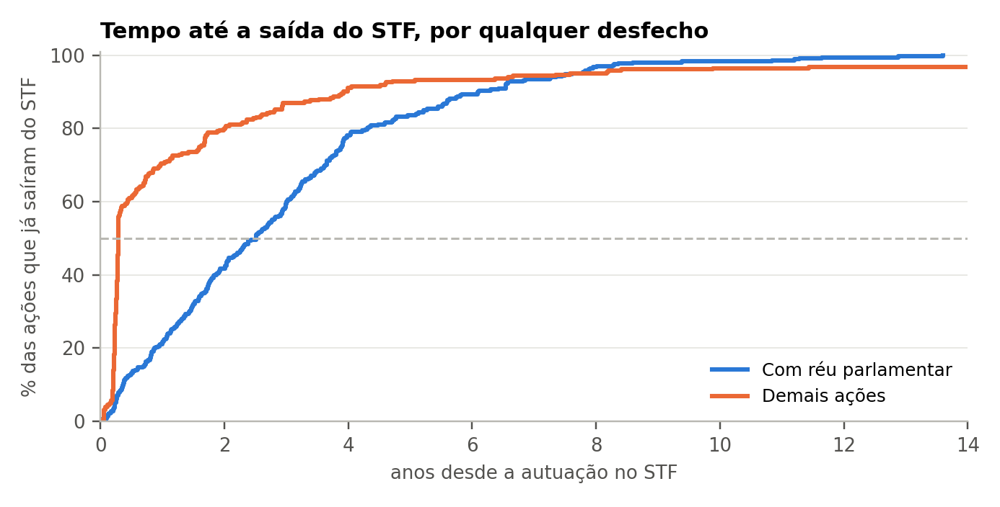 Tempo até a saída do STF, por qualquer desfecho
% das ações que já saíram do STF
100
80
60
40
20
0
0 2 4 6 8 10 12 14
anos desde a autuação no STF
Com réu parlamentar
Demais ações